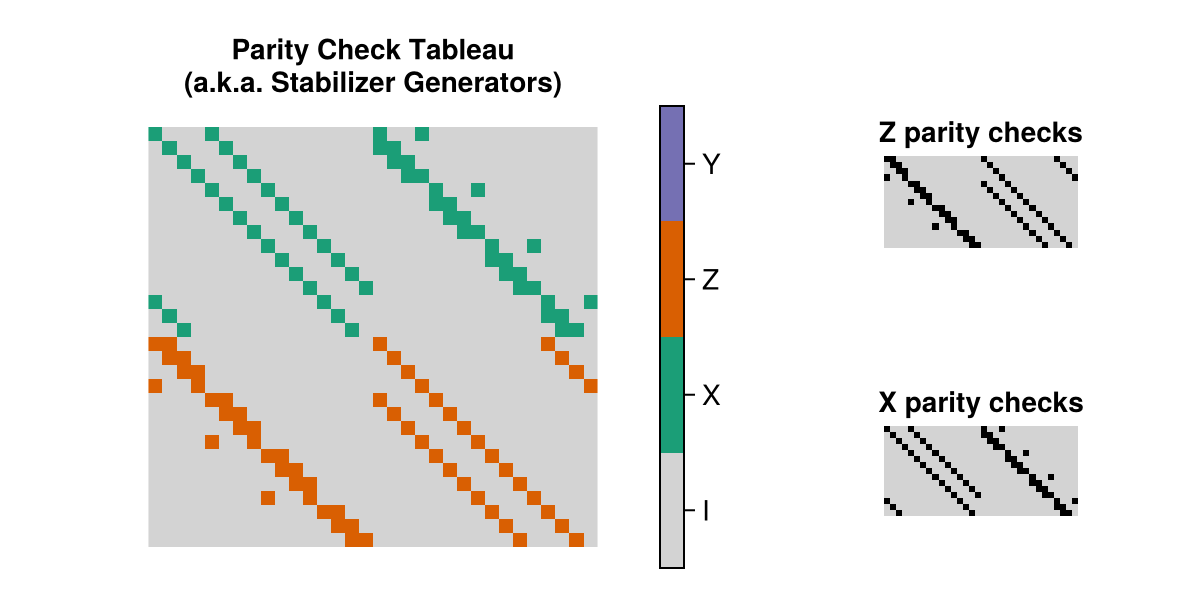 Parity Check Tableau
(a.k.a. Stabilizer Generators)
Y
Z
X
I
Z parity checks
X parity checks